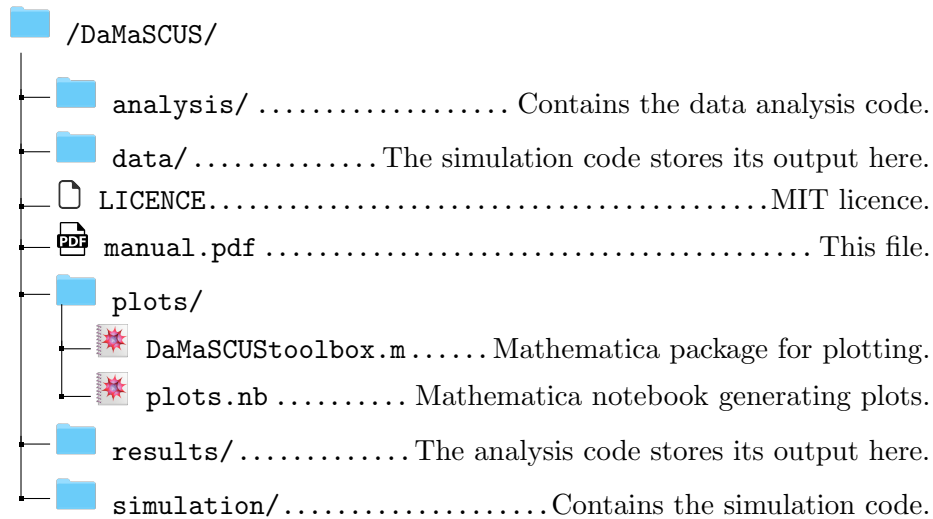 /DaMaSCUS/
analysis/ ................... Contains the data analysis code.
data/ .............. The simulation code stores its output here.
LICENCE.......................................... MIT licence.
PDF manual.pdf ......................................... This file.
plots/
DaMaSCUStoolbox.m ...... Mathematica package for plotting.
plots.nb .......... Mathematica notebook generating plots.
results/ ............. The analysis code stores its output here.
simulation/ .................... Contains the simulation code.